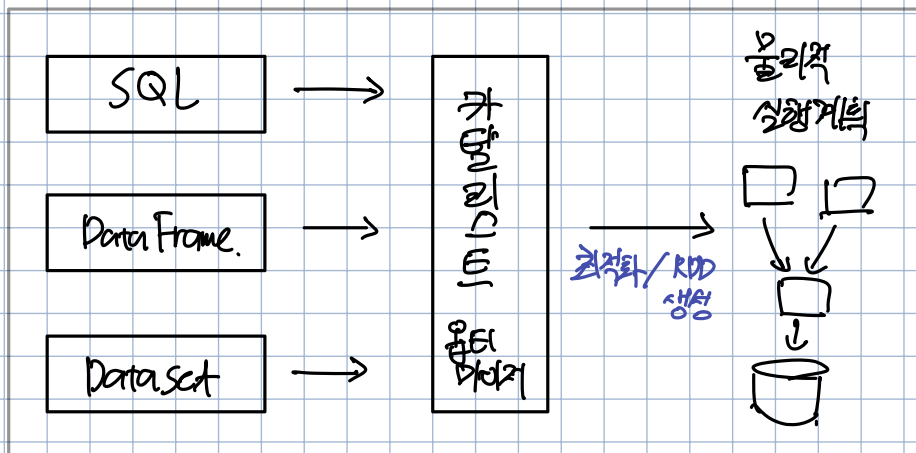 SQL
DataFrame.
Dataset
카탈리스트
옵티
마이저
최적화/RDD
생성
물리적
실행계획